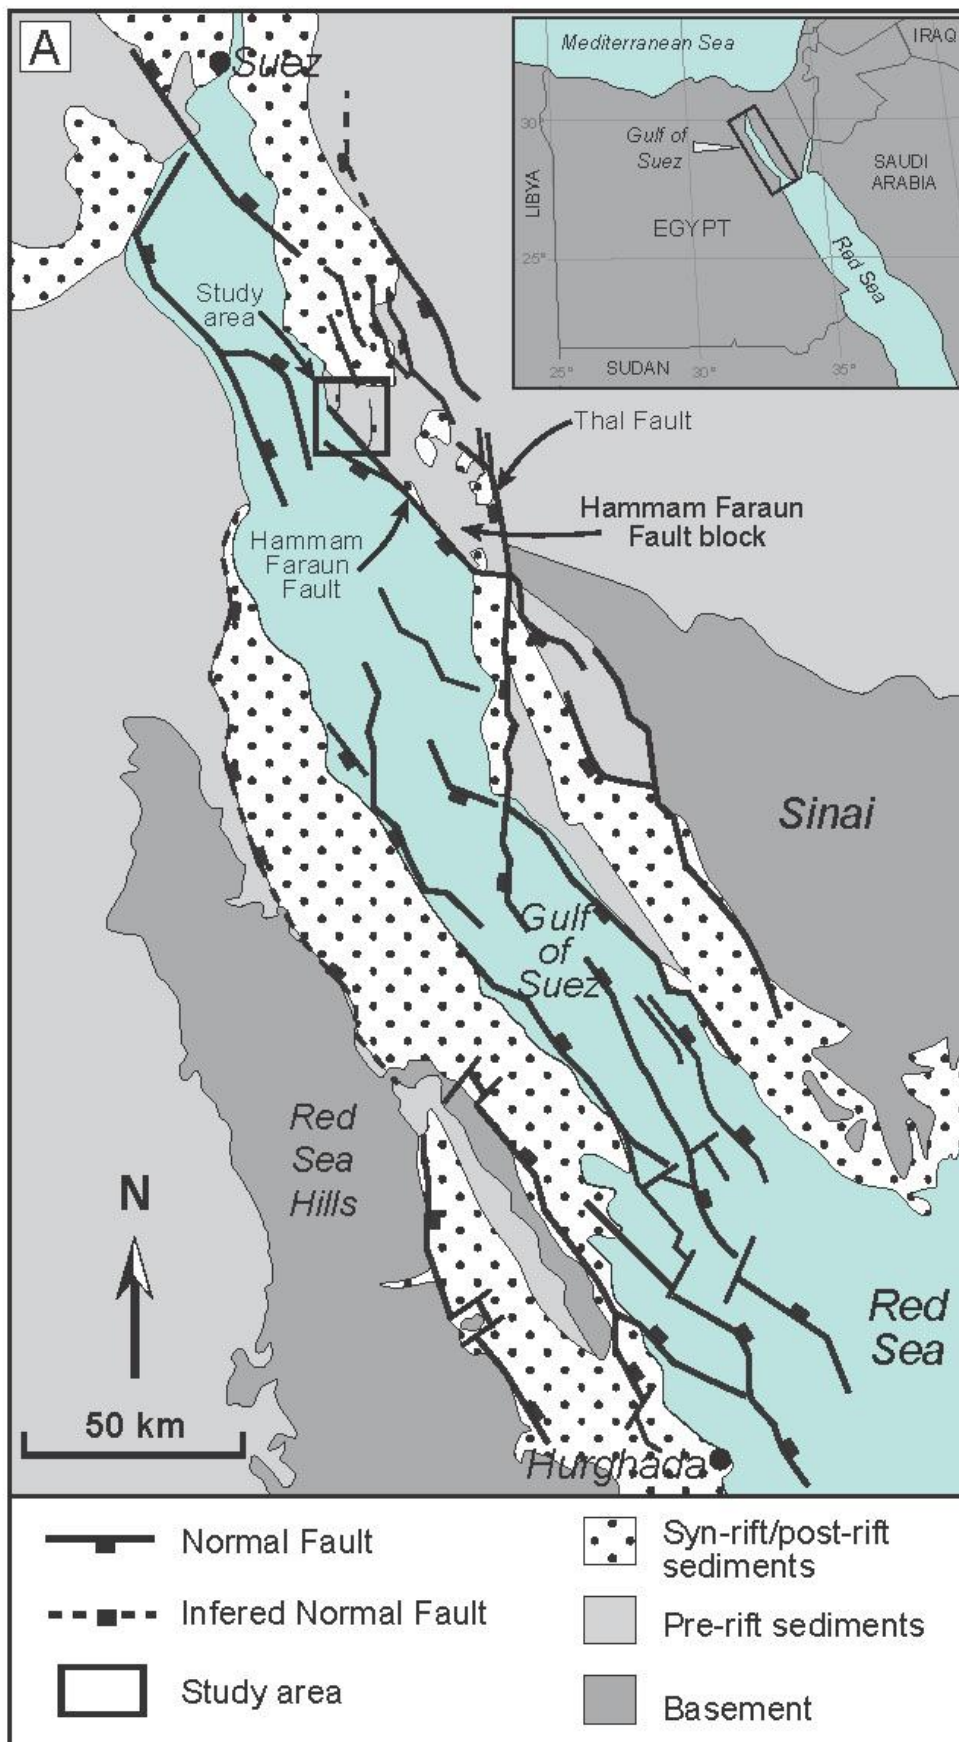 A
Suez
Mediterranean Sea
IRAQ
30°
Gulf of
Suez
SAUDI
ARABIA
LIBYA
EGYPT
25°
Red Sea
SUDAN
25°
30°
35°
Study
area
Thal Fault
Hammam Faraun
Fault block
Hammam
Faraun
Fault
Sinai
Gulf
of
Suez
Red
Sea
Hills
N
Red
Sea
50 km
Hurghada
Normal Fault
Infered Normal Fault
Study area
Syn-rift/post-rift
sediments
Pre-rift sediments
Basement